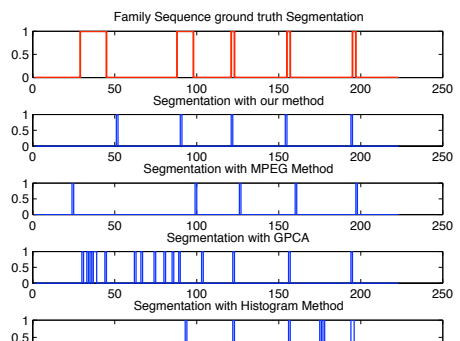 Family Sequence ground truth Segmentation
1
0.5
0
0 50 100 150 200 250
Segmentation with our method
1
0.5
0
0 50 100 150 200 250
Segmentation with MPEG Method
1
0.5
0
0 50 100 150 200 250
Segmentation with GPCA
1
0.5
0
0 50 100 150 200 250
Segmentation with Histogram Method
1
0.5